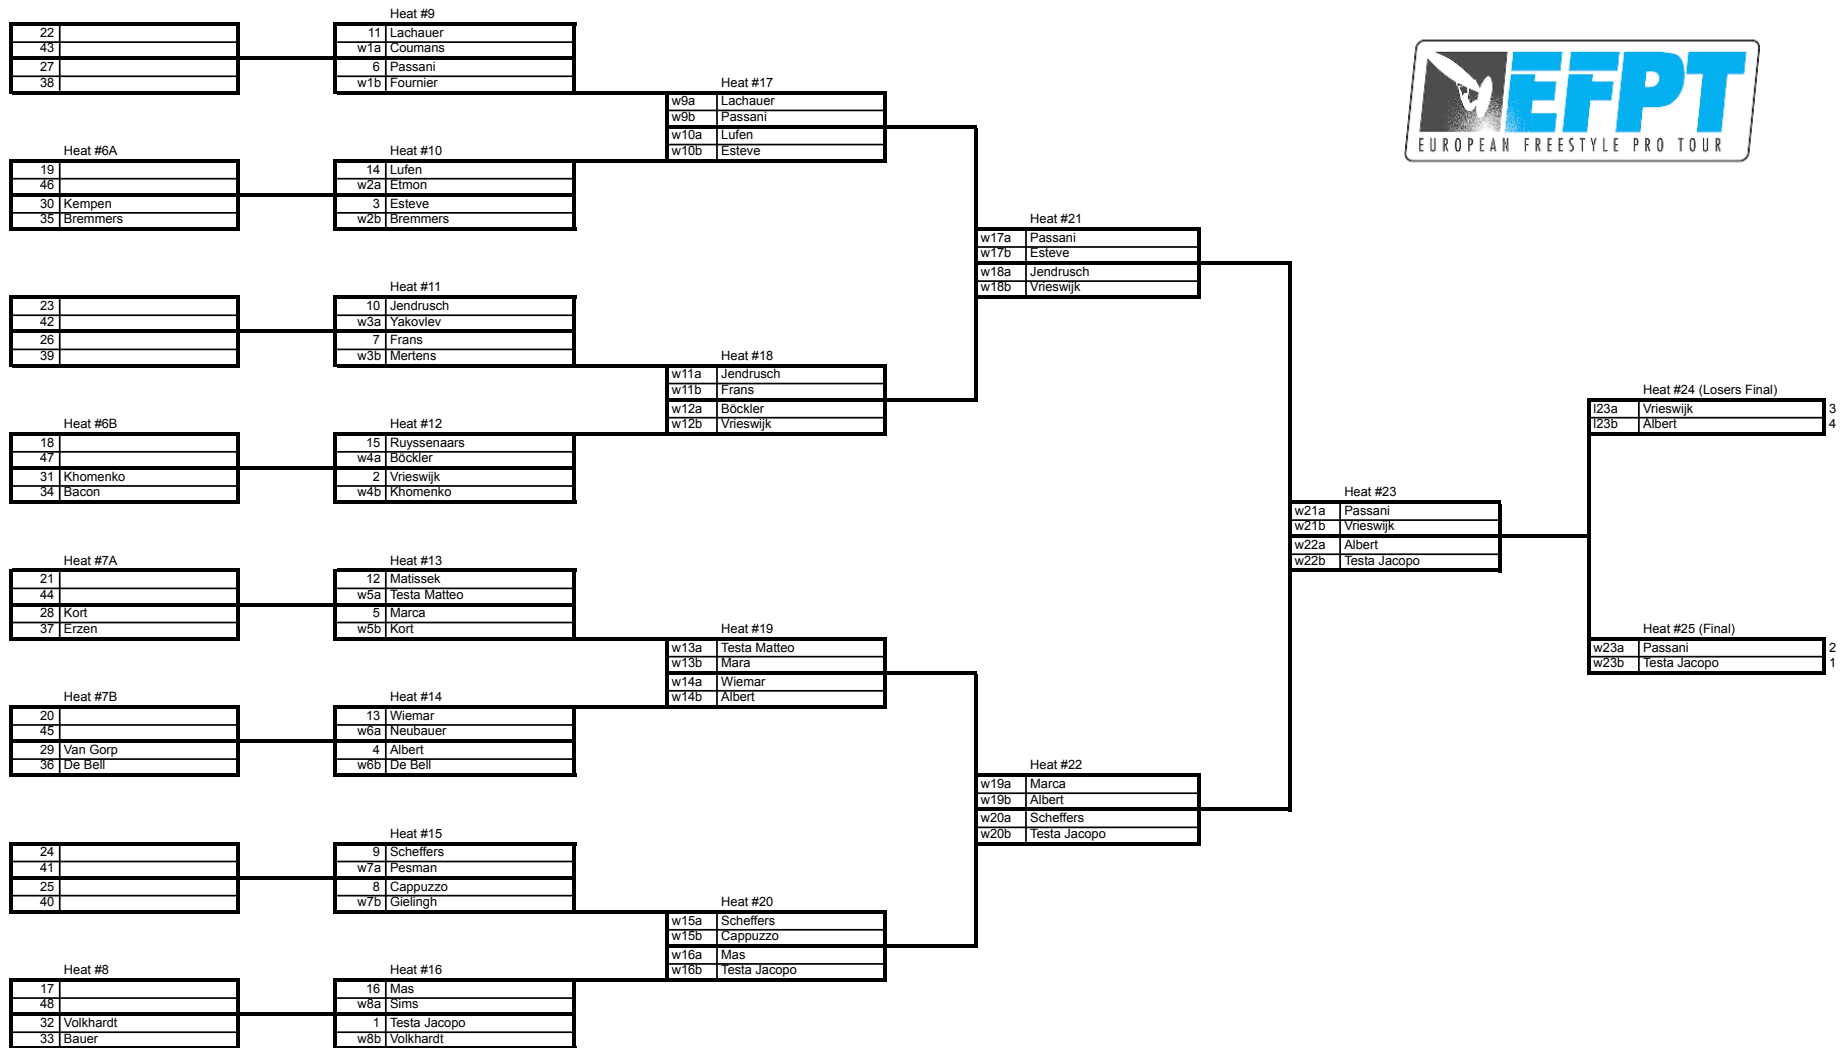 Heat #9
22
43
27
38
11 Lachauer
w1a Coumans
6 Passani
w1b Fournier
Heat #17
w9a Lachauer
w9b Passani
w10a Lufen
w10b Esteve
EFPT
EUROPEAN FREESTYLE PRO TOUR
Heat #6A
19
46
30 Kempen
35 Bremmers
Heat #10
14 Lufen
w2a Etmon
3 Esteve
w2b Bremmers
Heat #21
w17a Passani
w17b Esteve
w18a Jendrusch
w18b Vrieswijk
Heat #11
23
42
26
39
10 Jendrusch
w3a Yakovlev
7 Frans
w3b Mertens
Heat #18
w11a Jendrusch
w11b Frans
w12a Böckler
w12b Vrieswijk
Heat #24 (Losers Final)
l23a Vrieswijk 3
l23b Albert 4
Heat #6B
18
47
31 Khomenko
34 Bacon
Heat #12
15 Ruyssenaars
w4a Böckler
2 Vrieswijk
w4b Khomenko
Heat #23
w21a Passani
w21b Vrieswijk
w22a Albert
w22b Testa Jacopo
Heat #7A
21
44
28 Kort
37 Erzen
Heat #13
12 Matissek
w5a Testa Matteo
5 Marca
w5b Kort
Heat #19
w13a Testa Matteo
w13b Mara
w14a Wiemar
w14b Albert
Heat #25 (Final)
w23a Passani 2
w23b Testa Jacopo 1
Heat #7B
20
45
29 Van Gorp
36 De Bell
Heat #14
13 Wiemar
w6a Neubauer
4 Albert
w6b De Bell
Heat #22
w19a Marca
w19b Albert
w20a Scheffers
w20b Testa Jacopo
Heat #15
24
41
25
40
9 Scheffers
w7a Pesman
8 Cappuzzo
w7b Gielingh
Heat #20
w15a Scheffers
w15b Cappuzzo
w16a Mas
w16b Testa Jacopo
Heat #8
17
48
32 Volkhardt
33 Bauer
Heat #16
16 Mas
w8a Sims
1 Testa Jacopo
w8b Volkhardt